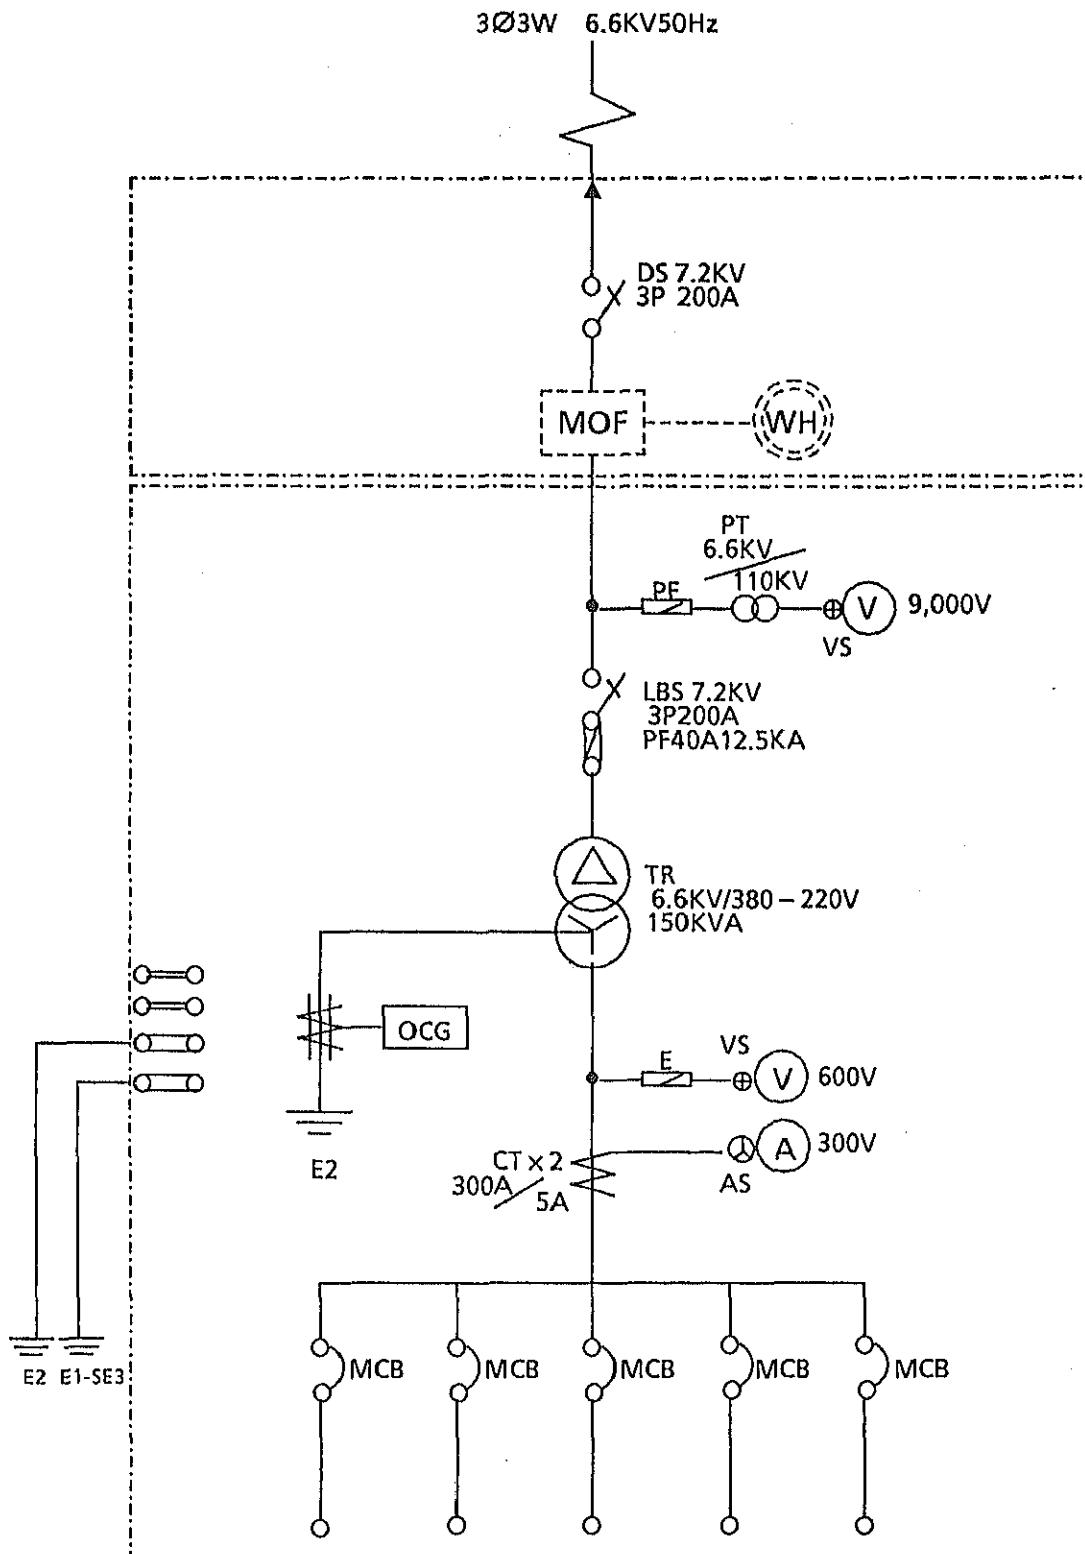 3Ø3W 6.6KV50Hz
DS 7.2KV
3P 200A
MOF
WH
PT
6.6KV
110KV
PF
V
9,000V
VS
LBS 7.2KV
3P200A
PF40A12.5KA
TR
6.6KV/380-220V
150KVA
OCG
E2
E
VS
V
600V
CT x 2
300A
5A
A
300V
AS
E2 E1-SE3
MCB
MCB
MCB
MCB
MCB